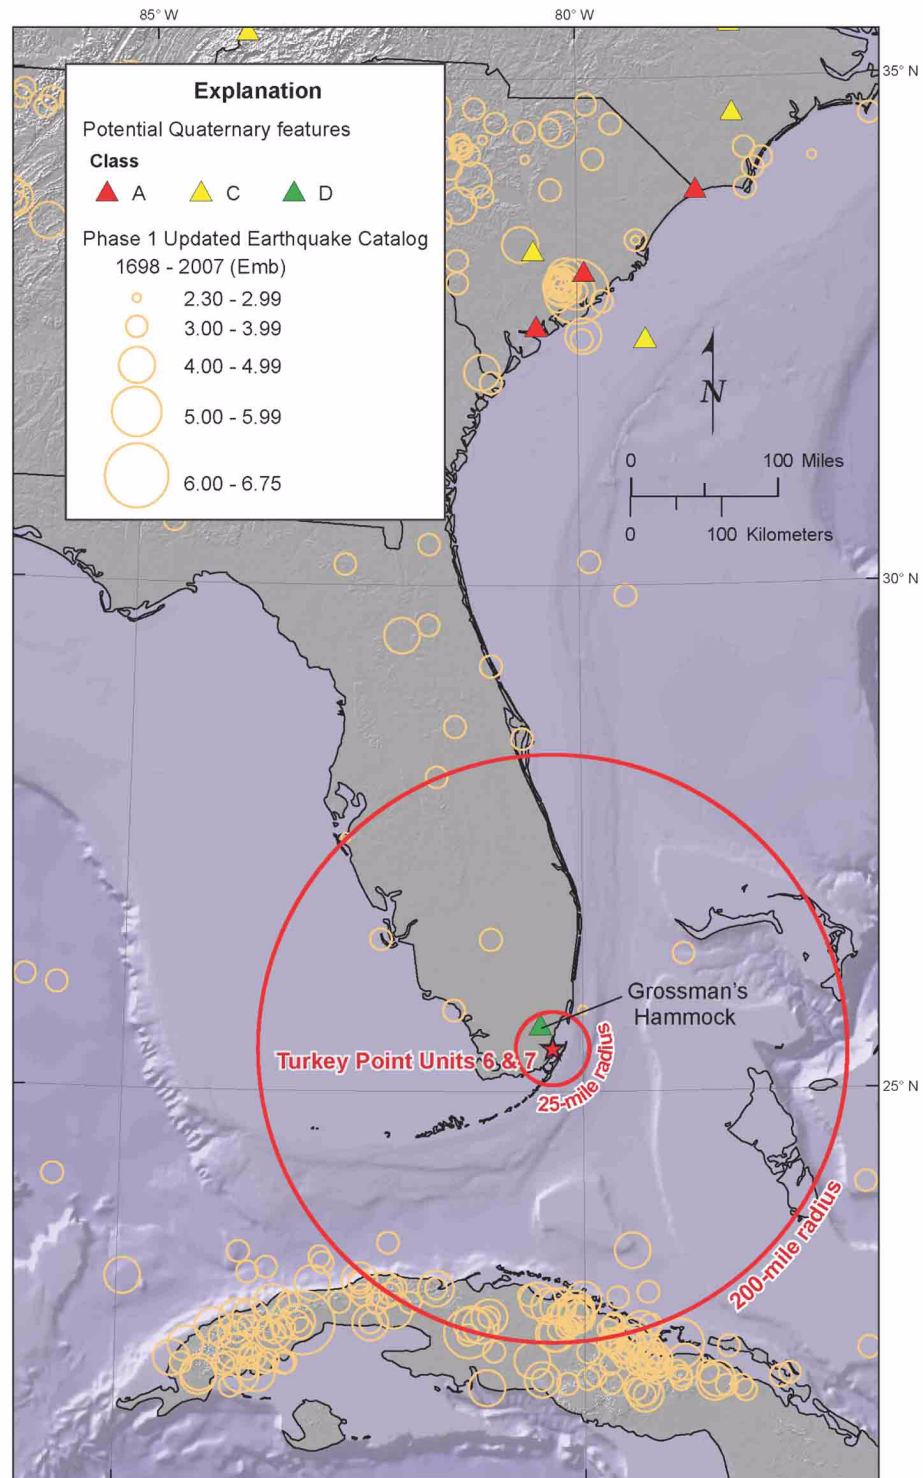 85° W
80° W
35° N
Explanation
Potential Quaternary features
Class
A
C
D
Phase 1 Updated Earthquake Catalog
1698 - 2007 (Emb)
2.30 - 2.99
3.00 - 3.99
4.00 - 4.99
5.00 - 5.99
6.00 - 6.75
N
0
100 Miles
0
100 Kilometers
30° N
Grossman's
Hammock
Turkey Point Units 6 & 7
25-mile radius
25° N
200-mile radius